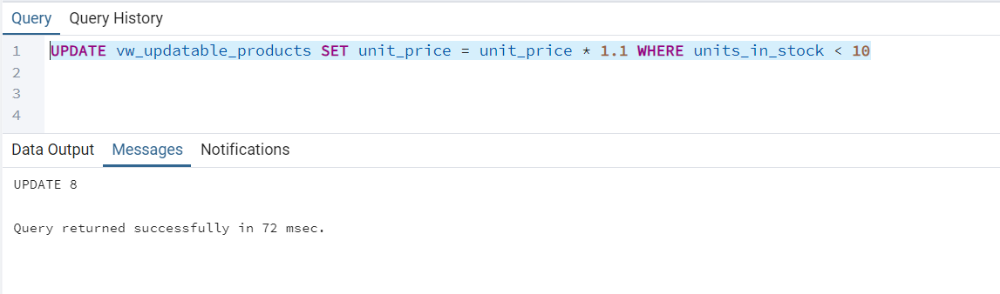 Query Query History
1 UPDATE vw_updatable_products SET unit_price = unit_price * 1.1 WHERE units_in_stock < 10
2
3
4
Data Output Messages Notifications
UPDATE 8
Query returned successfully in 72 msec.